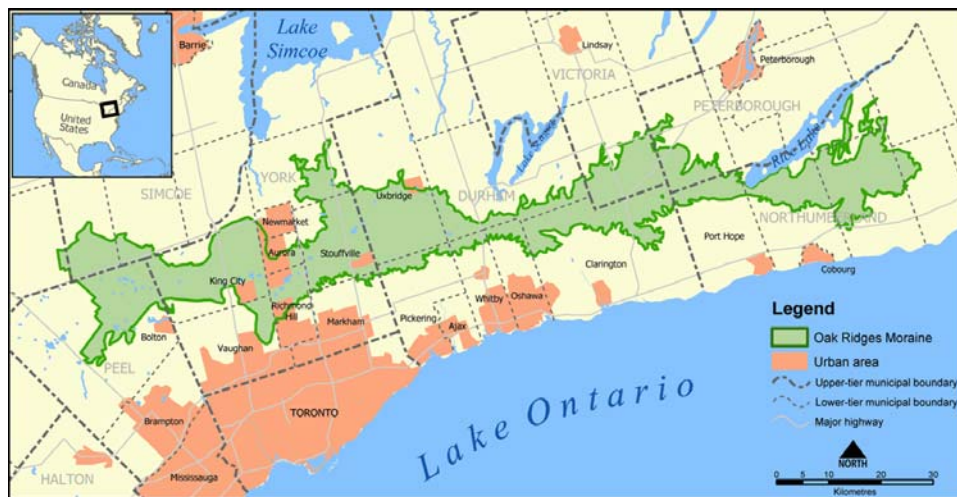 Canada
United
States
Barrie
Lake
Simcoe
Lindsay
VICTORIA
Peterborough
PETERBOROUGH
Rice Lake
SIMCOE
YORK
Uxbridge
DURHAM
Newmarket
Aurora
Stouffville
King City
NORTHUMBERLAND
Port Hope
Cobourg
Clarington
Richmond
Hill
Markham
Pickering
Ajax
Whitby
Oshawa
Bolton
Vaughan
PEEL
Brampton
TORONTO
Mississauga
HALTON
Lake Ontario
Legend
Oak Ridges Moraine
Urban area
Upper-tier municipal boundary
Lower-tier municipal boundary
Major highway
NORTH
0 10 20 30
Kilometres